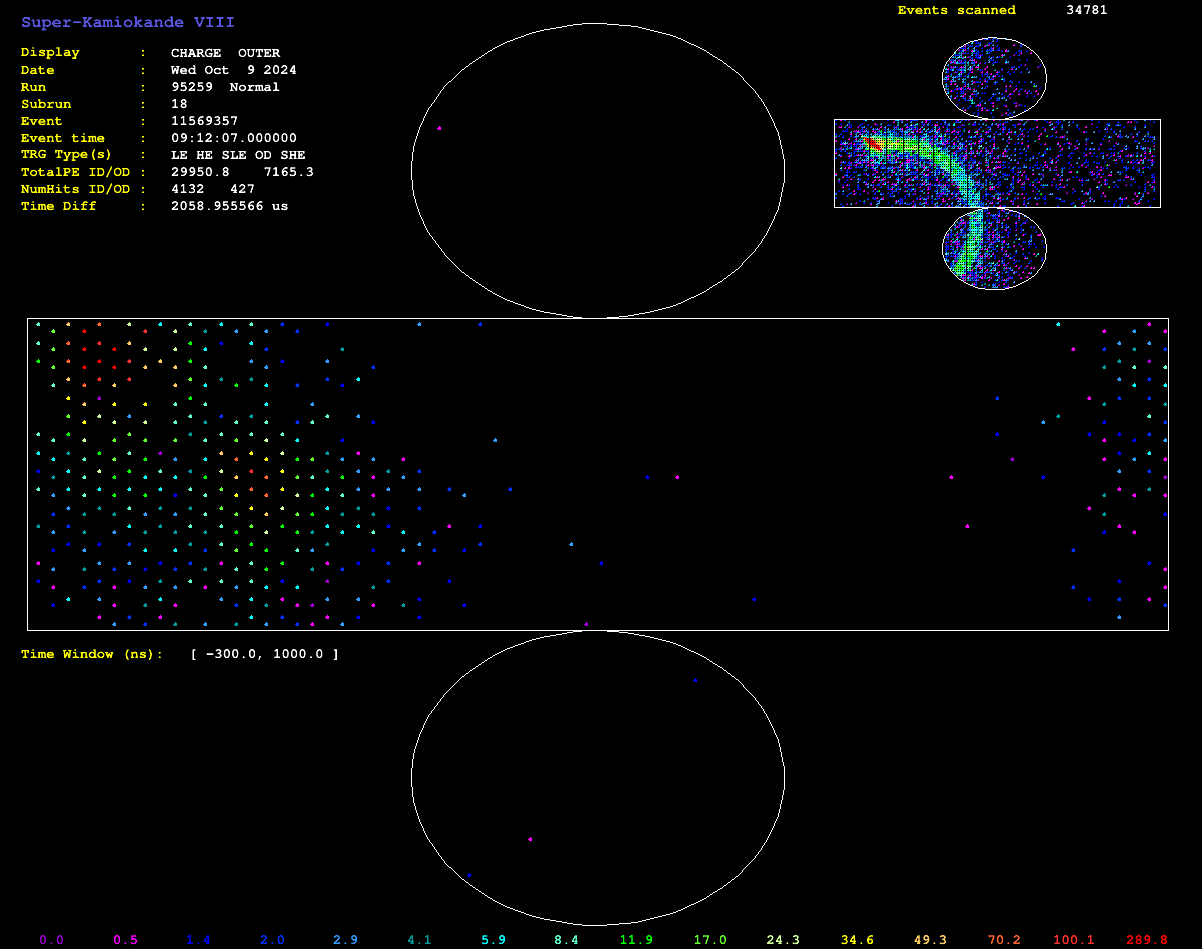 Super-Kamiokande VIII
Display : CHARGE OUTER
Date : Wed Oct 9 2024
Run : 95259 Normal
Subrun : 18
Event : 11569357
Event time : 09:12:07.000000
TRG Type(s) : LE HE SLE OD SHE
TotalPE ID/OD : 29950.8 7165.3
NumHits ID/OD : 4132 427
Time Diff : 2058.955566 us
Events scanned 34781
Time Window (ns): [ -300.0, 1000.0 ]
0.0 0.5 1.4 2.0 2.9 4.1 5.9 8.4 11.9 17.0 24.3 34.6 49.3 70.2 100.1 289.8